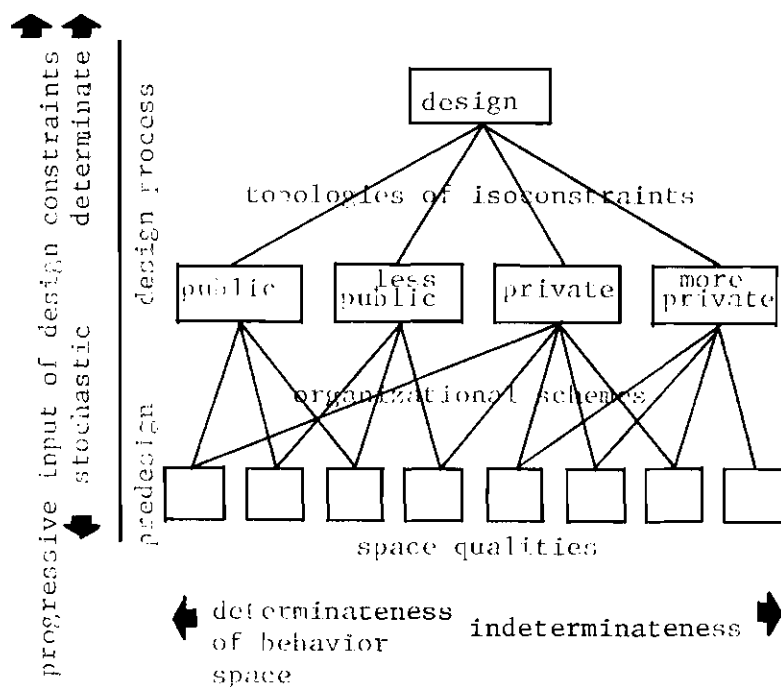 progressive input of design constraints
stochastic determinate
predesign design process
design
topologies of isoconstraints
public
less
public
private
more
private
organizational schemes
space qualities
determinateness
of behavior
space
indeterminateness